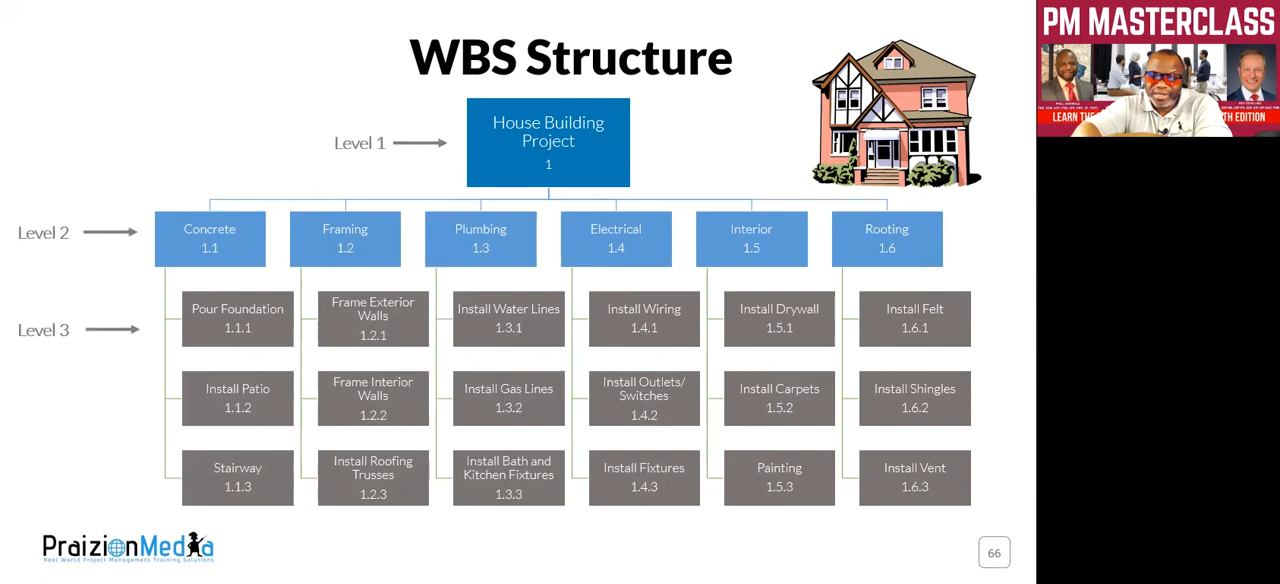 WBS Structure
PM MASTERCLASS
LEARN THE
TH EDITION
Level 1
House Building
Project
1
Level 2
Concrete
1.1
Framing
1.2
Plumbing
1.3
Electrical
1.4
Interior
1.5
Rooting
1.6
Level 3
Pour Foundation
1.1.1
Frame Exterior
Walls
1.2.1
Install Water Lines
1.3.1
Install Wiring
1.4.1
Install Drywall
1.5.1
Install Felt
1.6.1
Install Patio
1.1.2
Frame Interior
Walls
1.2.2
Install Gas Lines
1.3.2
Install Outlets/
Switches
1.4.2
Install Carpets
1.5.2
Install Shingles
1.6.2
Stairway
1.1.3
Install Roofing
Trusses
1.2.3
Install Bath and
Kitchen Fixtures
1.3.3
Install Fixtures
1.4.3
Painting
1.5.3
Install Vent
1.6.3
PraizionMedia
Real World Project Management Training Solutions
66